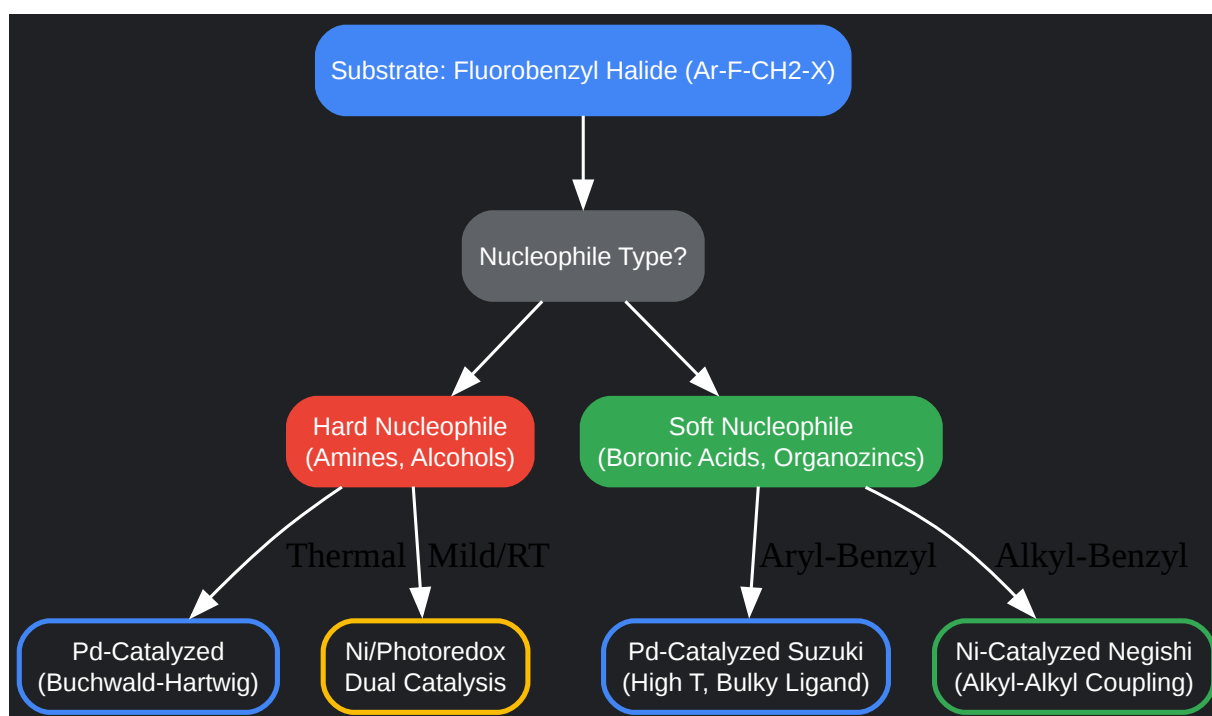 Substrate: Fluorobenzyl Halide (Ar-F-CH2-X)
Nucleophile Type?
Hard Nucleophile
(Amines, Alcohols)
Soft Nucleophile
(Boronic Acids, Organozincs)
Thermal
Mild/RT
Aryl-Benzyl
Alkyl-Benzyl
Pd-Catalyzed
(Buchwald-Hartwig)
Ni/Photoredox
Dual Catalysis
Pd-Catalyzed Suzuki
(High T, Bulky Ligand)
Ni-Catalyzed Negishi
(Alkyl-Alkyl Coupling)